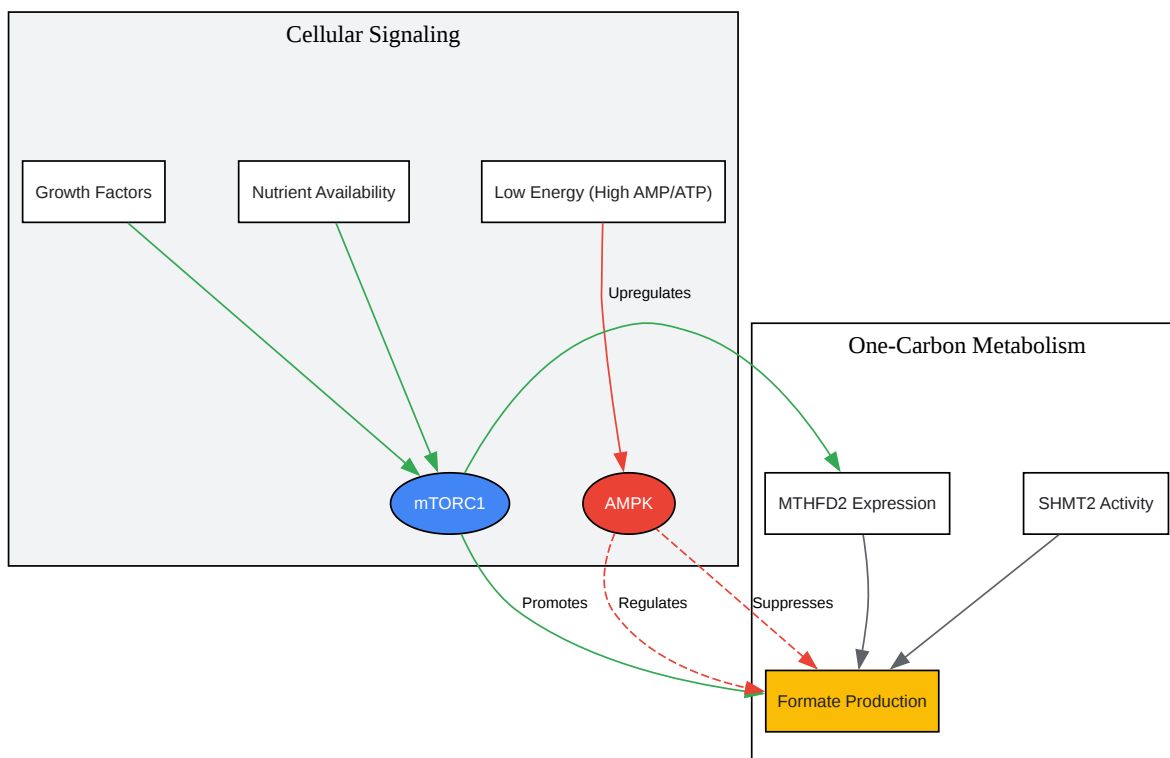 Cellular Signaling
Growth Factors
Nutrient Availability
Low Energy (High AMP/ATP)
Upregulates
One-Carbon Metabolism
mTORC1
AMPK
MTHFD2 Expression
SHMT2 Activity
Promotes
Regulates
Suppresses
Formate Production